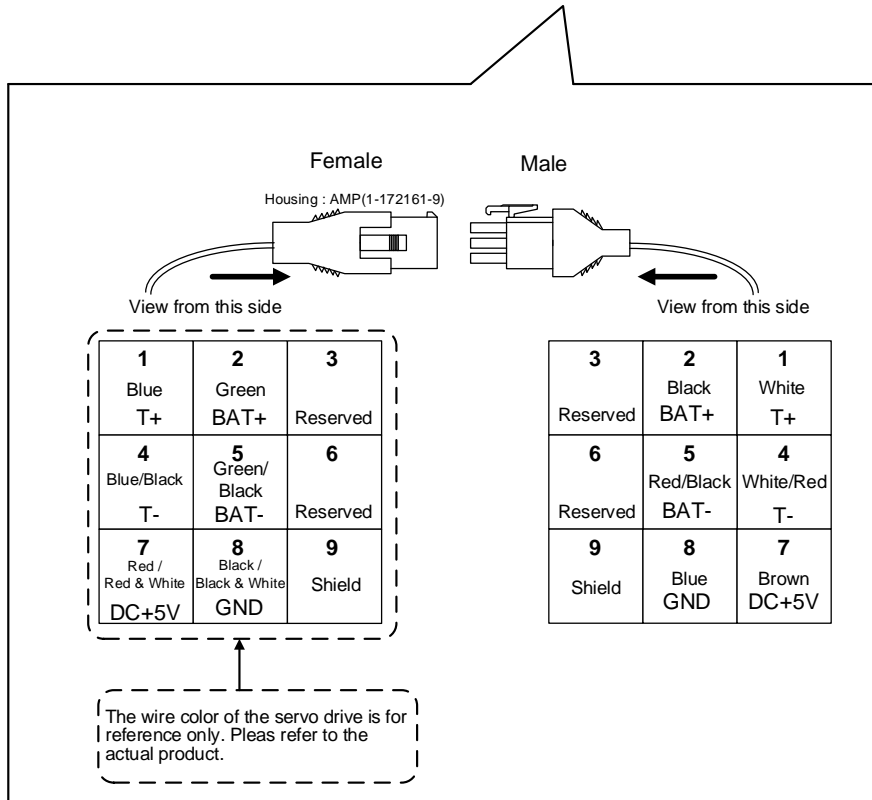 Female
Male
Housing : AMP(1-172161-9)
View from this side
View from this side
1
Blue
T+
2
Green
BAT+
3
Reserved
4
Blue/Black
T-
5
Green/
Black
BAT-
6
Reserved
7
Red /
Red & White
DC+5V
8
Black /
Black & White
GND
9
Shield
3
Reserved
2
Black
BAT+
1
White
T+
6
Reserved
5
Red/Black
BAT-
4
White/Red
T-
9
Shield
8
Blue
GND
7
Brown
DC+5V
The wire color of the servo drive is for
reference only. Pleas refer to the
actual product.